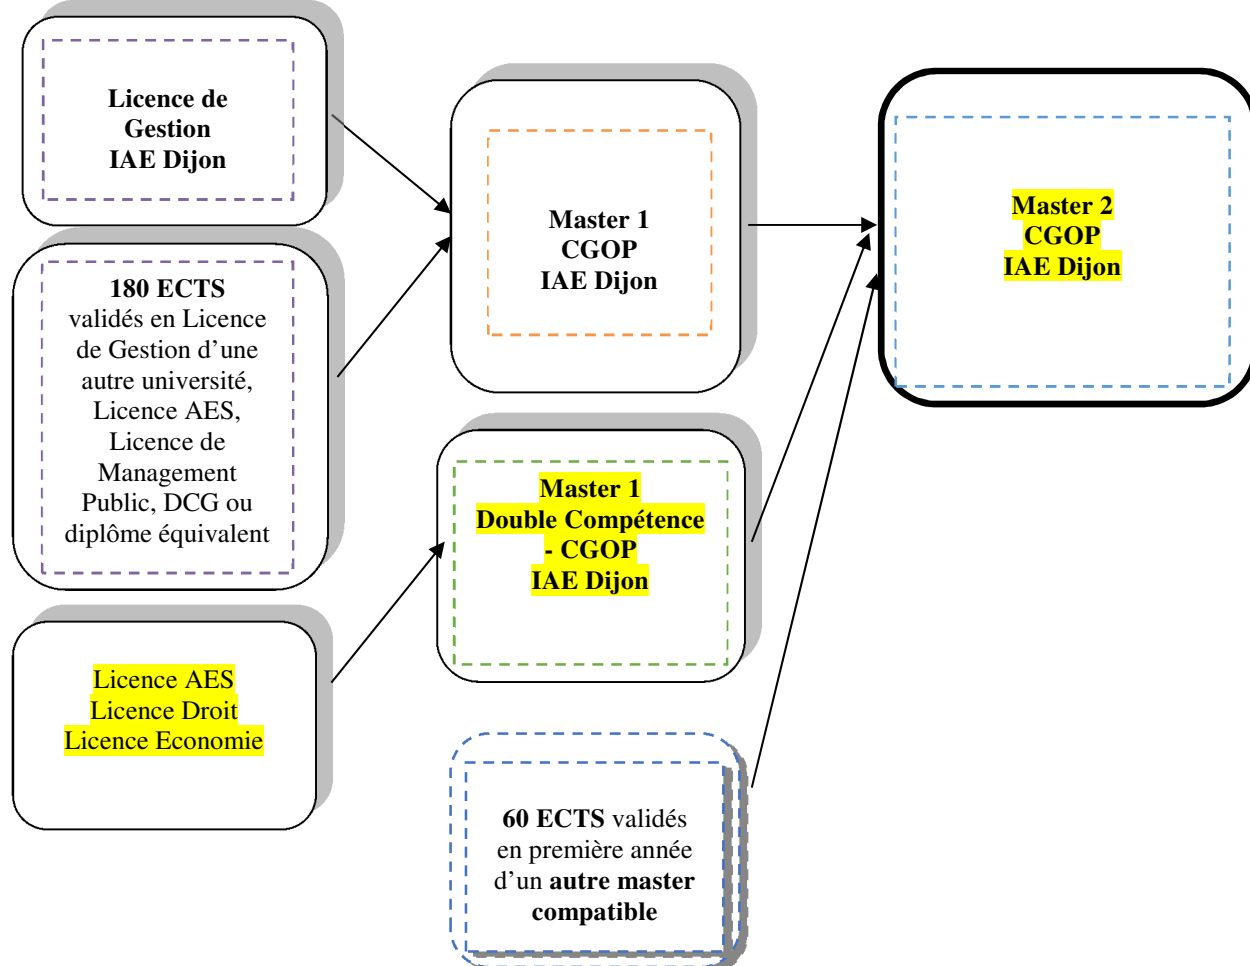 Licence de
Gestion
IAE Dijon
180 ECTS
validés en Licence
de Gestion d’une
autre université,
Licence AES,
Licence de
Management
Public, DCG ou
diplôme équivalent
Licence AES
Licence Droit
Licence Economie
Master 1
CGOP
IAE Dijon
Master 1
Double Compétence
- CGOP
IAE Dijon
60 ECTS validés
en première année
d’un autre master
compatible
Master 2
CGOP
IAE Dijon